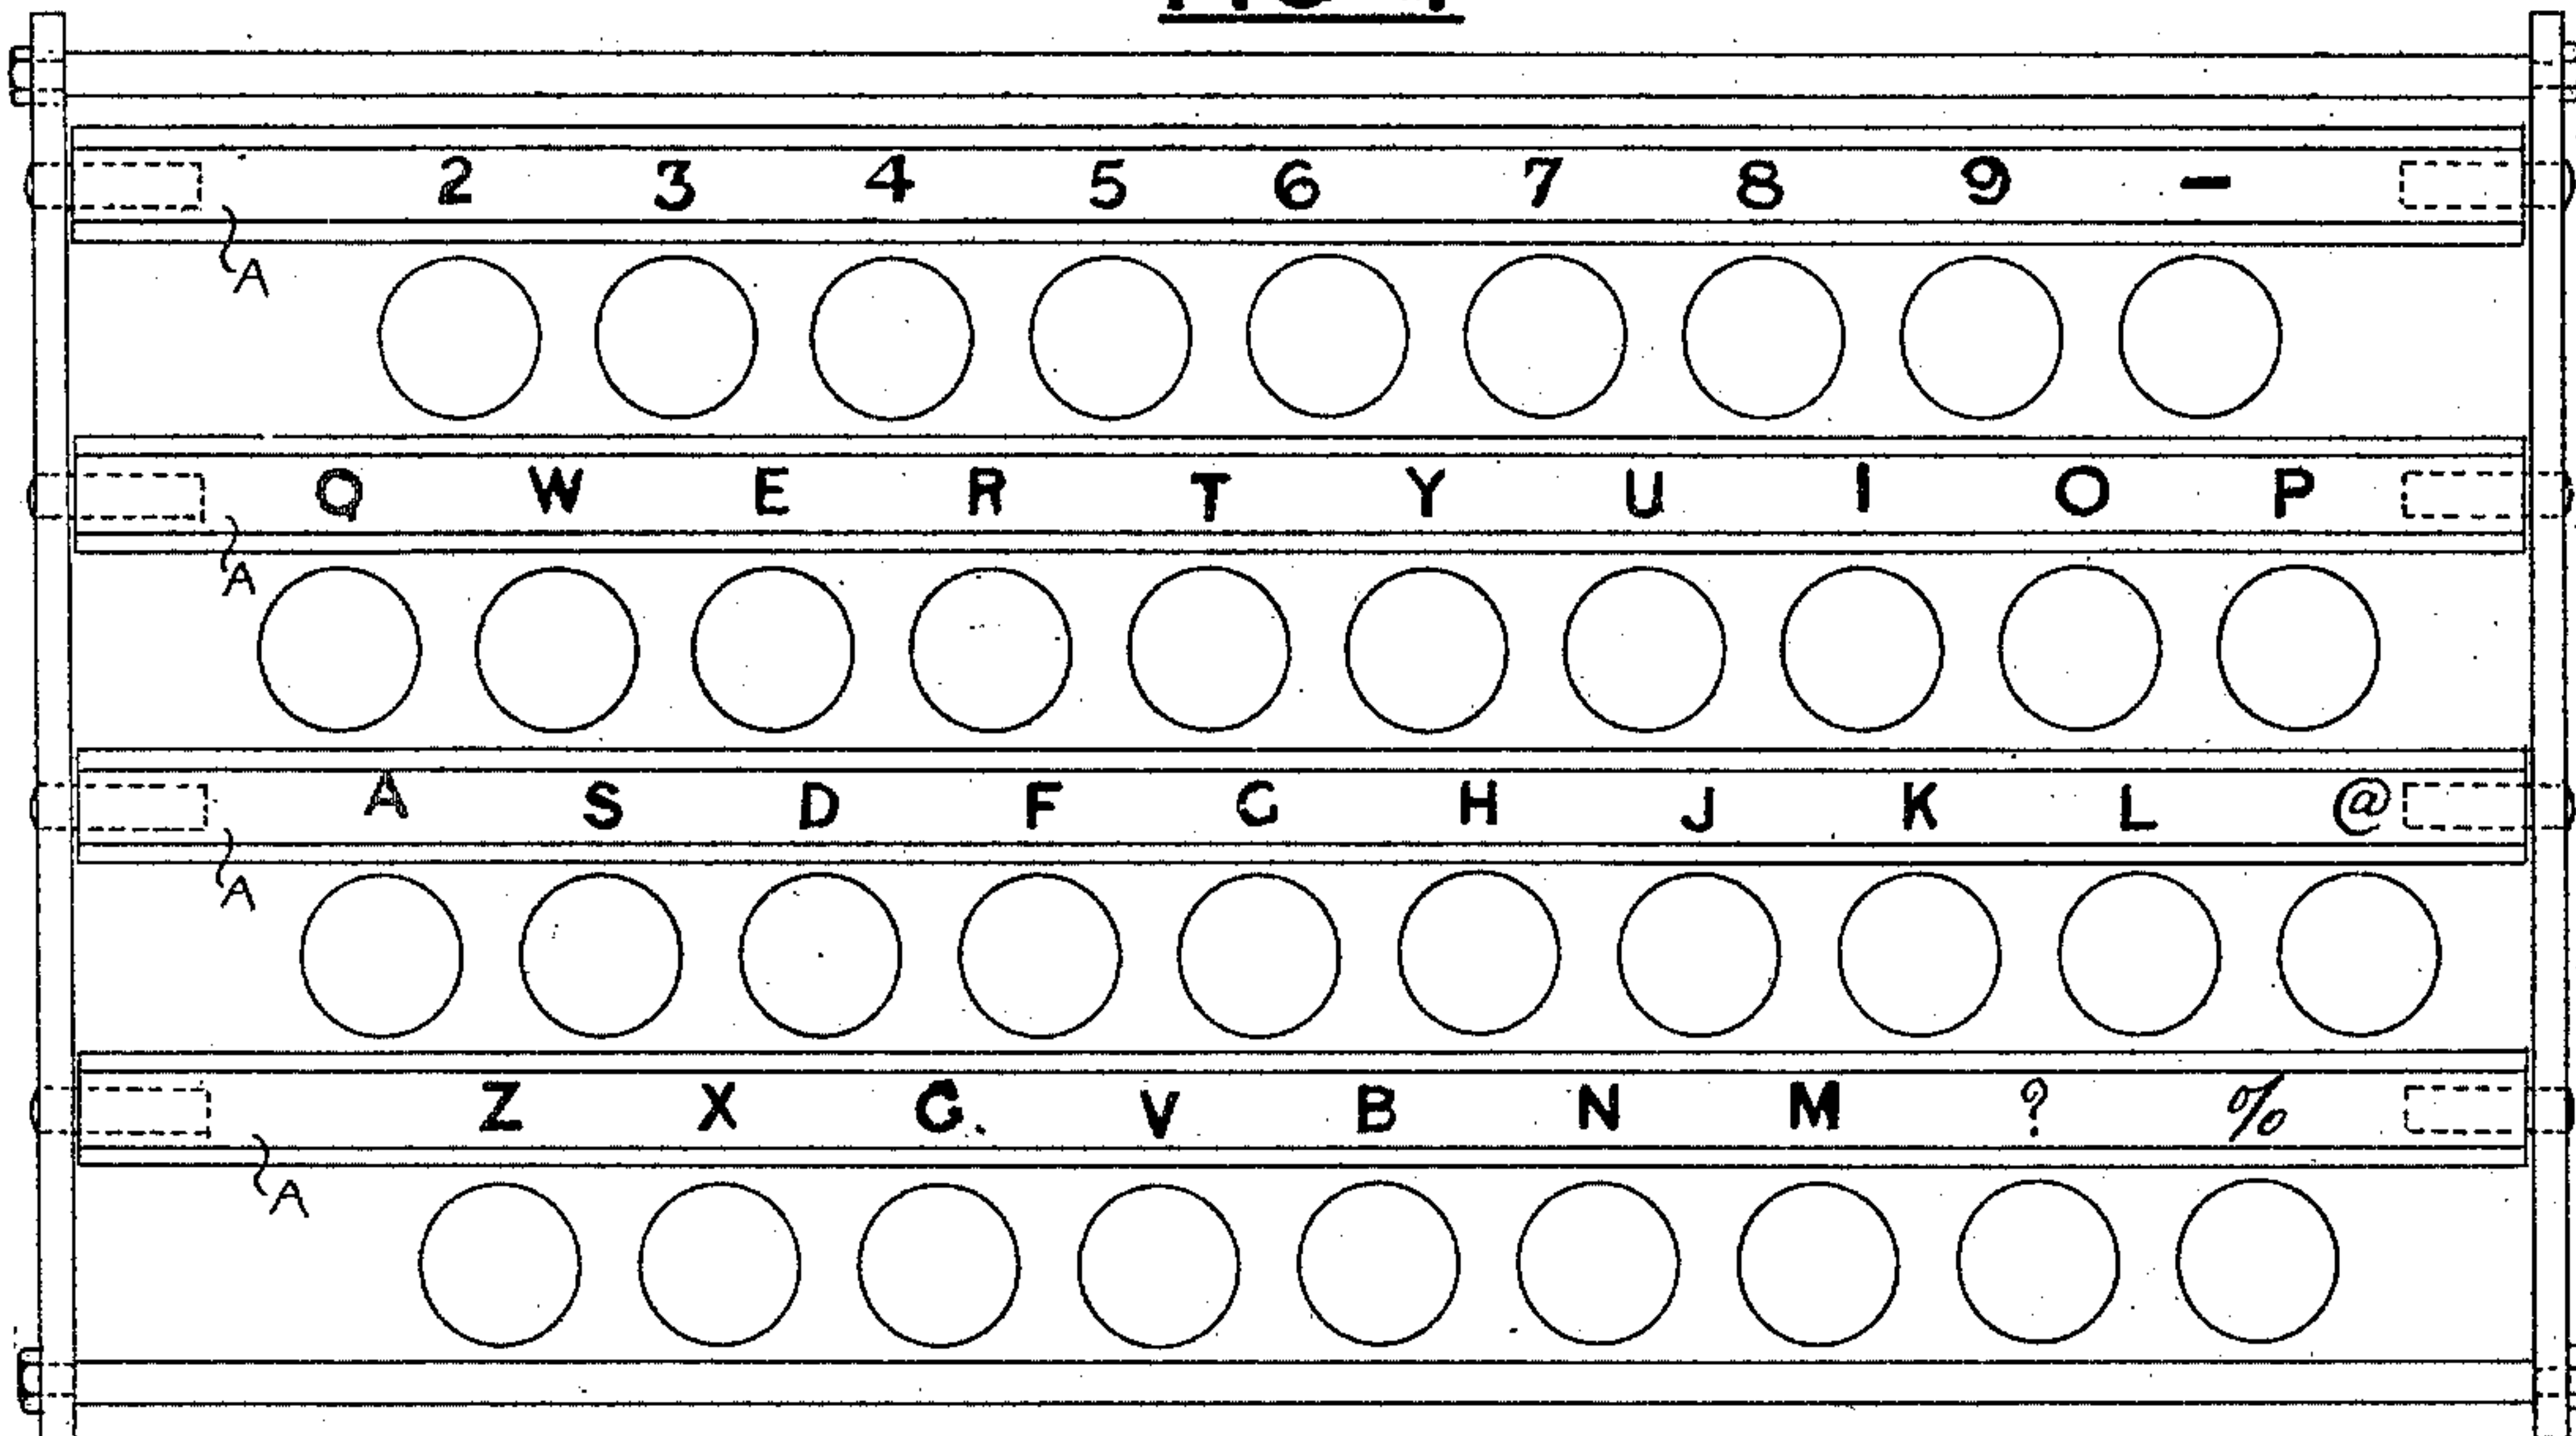 2 3 4 5 6 7 8 9 -
A
Q W E R T Y U I O P
A
A S D F G H J K L @
A
Z X C. V B N M ? %
A